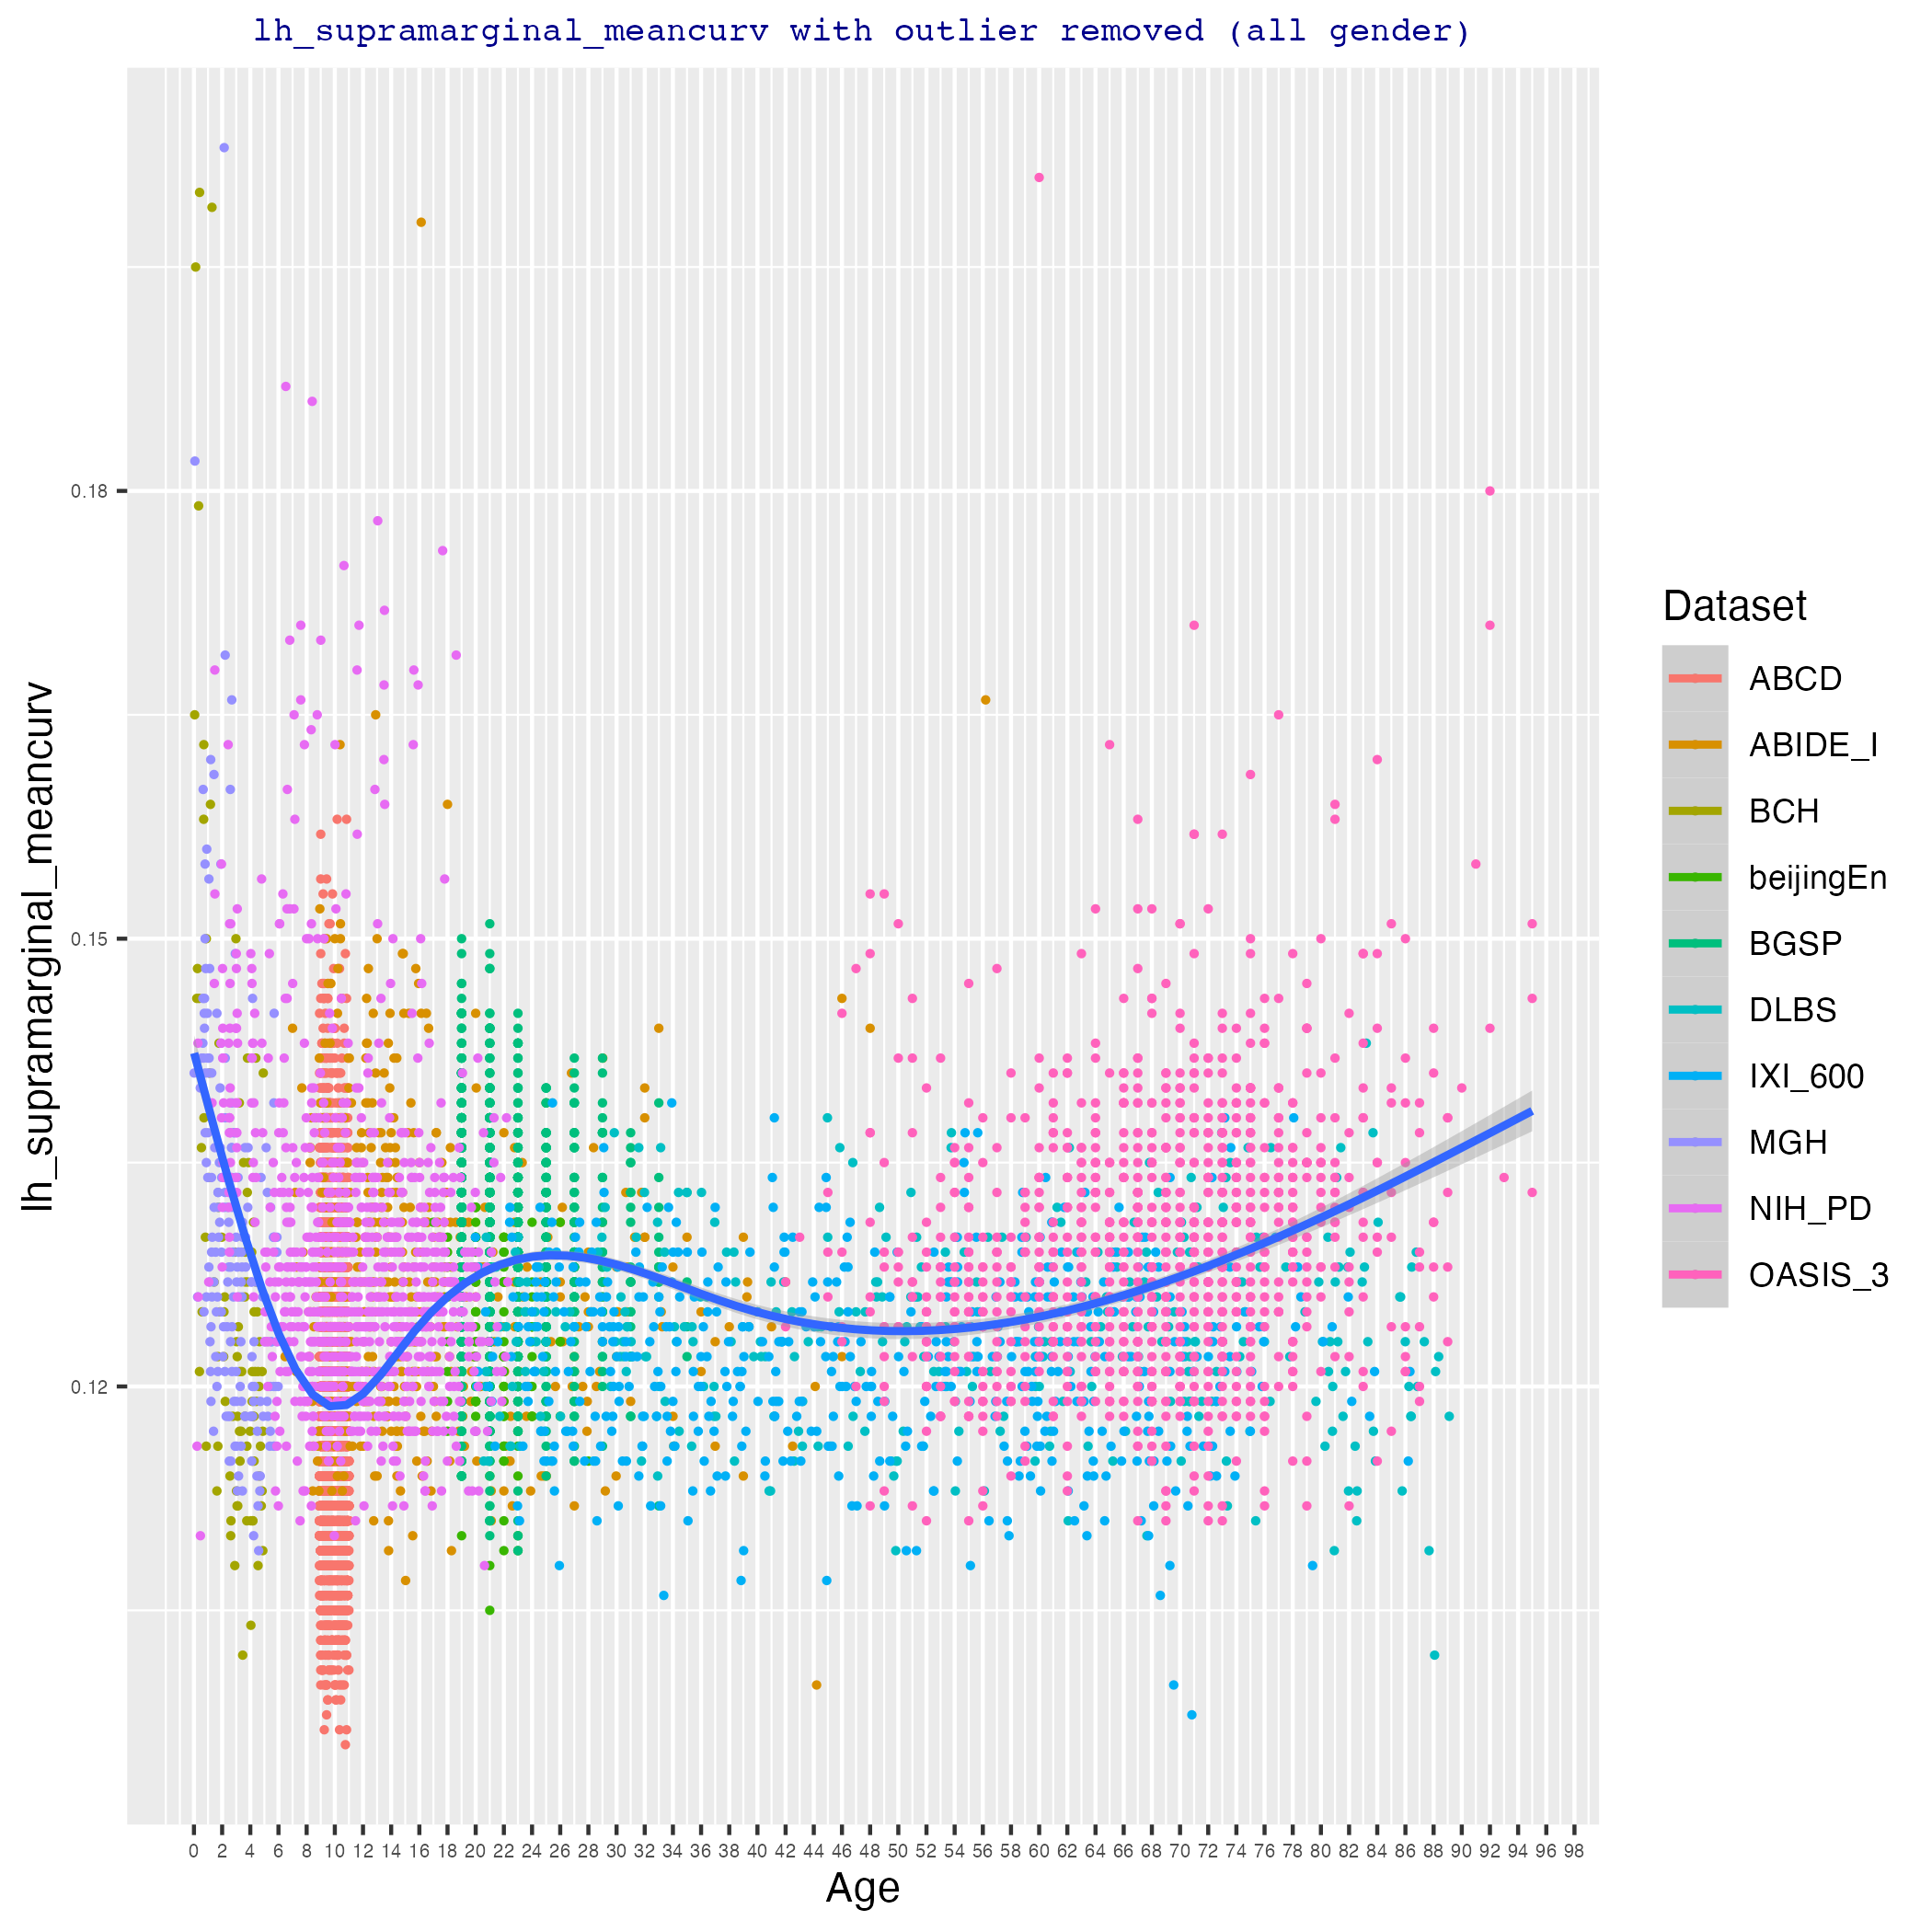 lh_supramarginal_meancurv with outlier removed (all gender)
lh_supramarginal_meancurv
0.18
0.15
0.12
0 2 4 6 8 10 12 14 16 18 20 22 24 26 28 30 32 34 36 38 40 42 44 46 48 50 52 54 56 58 60 62 64 66 68 70 72 74 76 78 80 82 84 86 88 90 92 94 96 98
Age
Dataset
ABCD
ABIDE_I
BCH
beijingEn
BGSP
DLBS
IXI_600
MGH
NIH_PD
OASIS_3